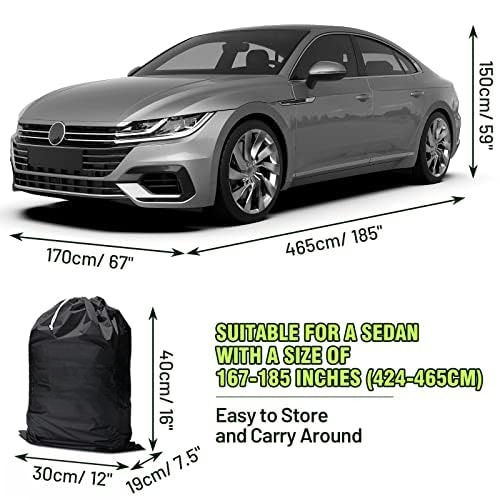 150cm/ 59"
170cm/ 67"
465cm/ 185"
40cm/ 16"
30cm/ 12"
19cm/ 7.5"
SUITABLE FOR A SEDAN
WITH A SIZE OF
167-185 INCHES (424-465CM)
Easy to Store
and Carry Around